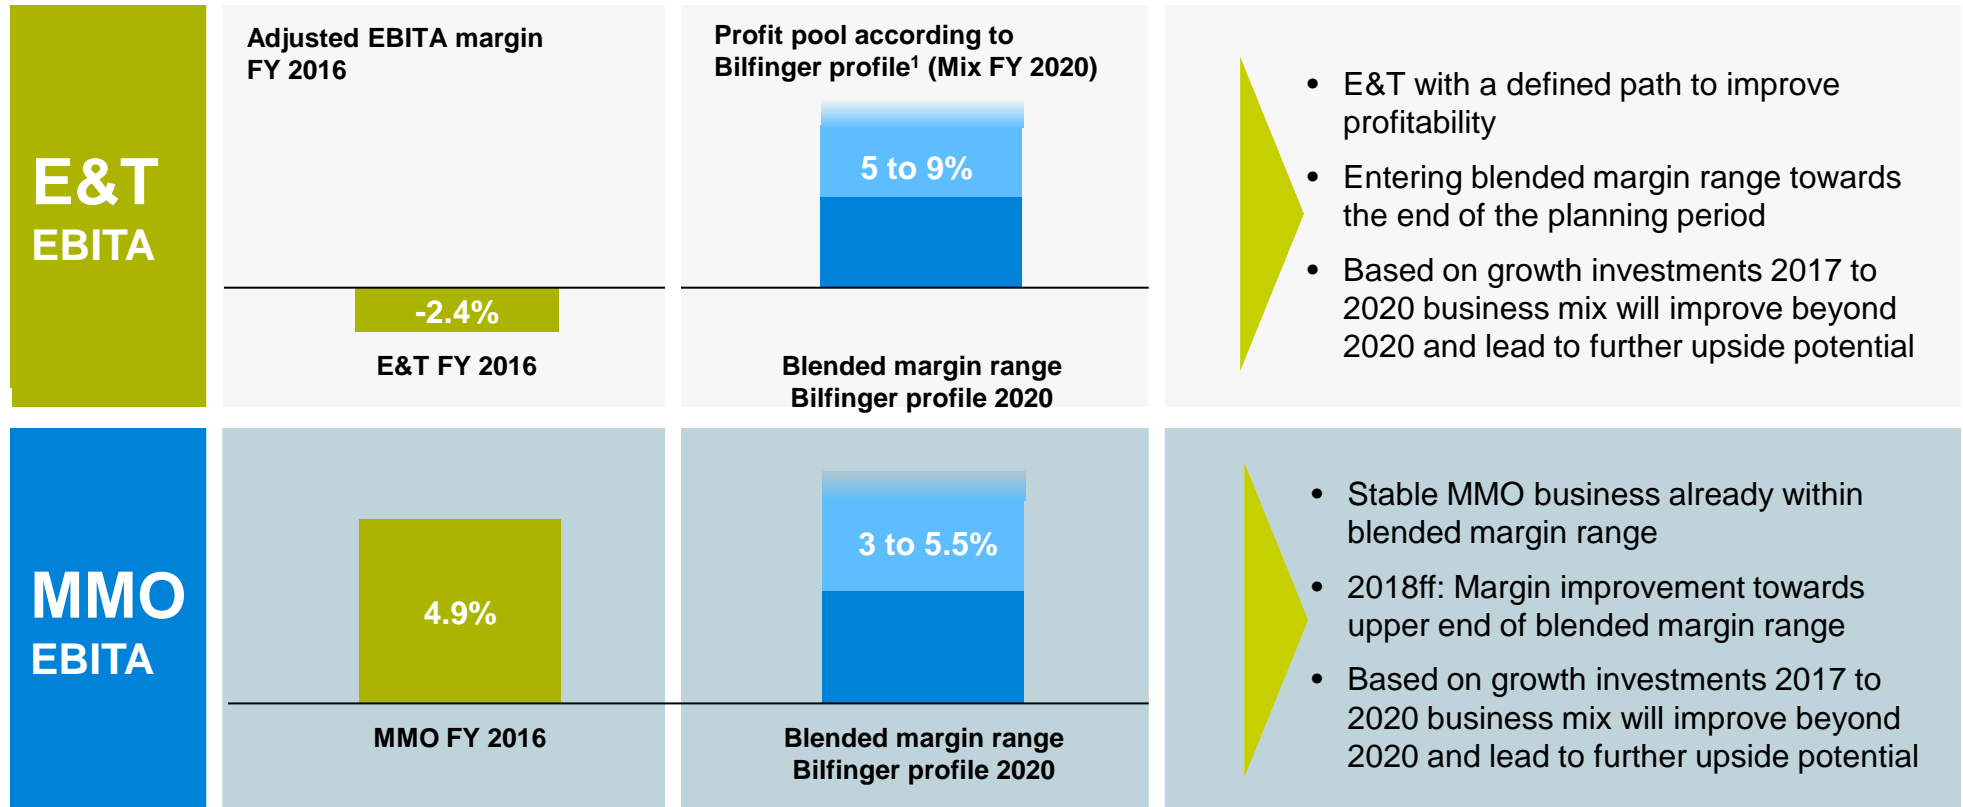 E&T
EBITA
Adjusted EBITA margin
FY 2016
-2.4%
E&T FY 2016
Profit pool according to
Bilfinger profile¹ (Mix FY 2020)
5 to 9%
Blended margin range
Bilfinger profile 2020
• E&T with a defined path to improve
profitability
• Entering blended margin range towards
the end of the planning period
• Based on growth investments 2017 to
2020 business mix will improve beyond
2020 and lead to further upside potential
MMO
EBITA
4.9%
MMO FY 2016
3 to 5.5%
Blended margin range
Bilfinger profile 2020
• Stable MMO business already within
blended margin range
• 2018ff: Margin improvement towards
upper end of blended margin range
• Based on growth investments 2017 to
2020 business mix will improve beyond
2020 and lead to further upside potential